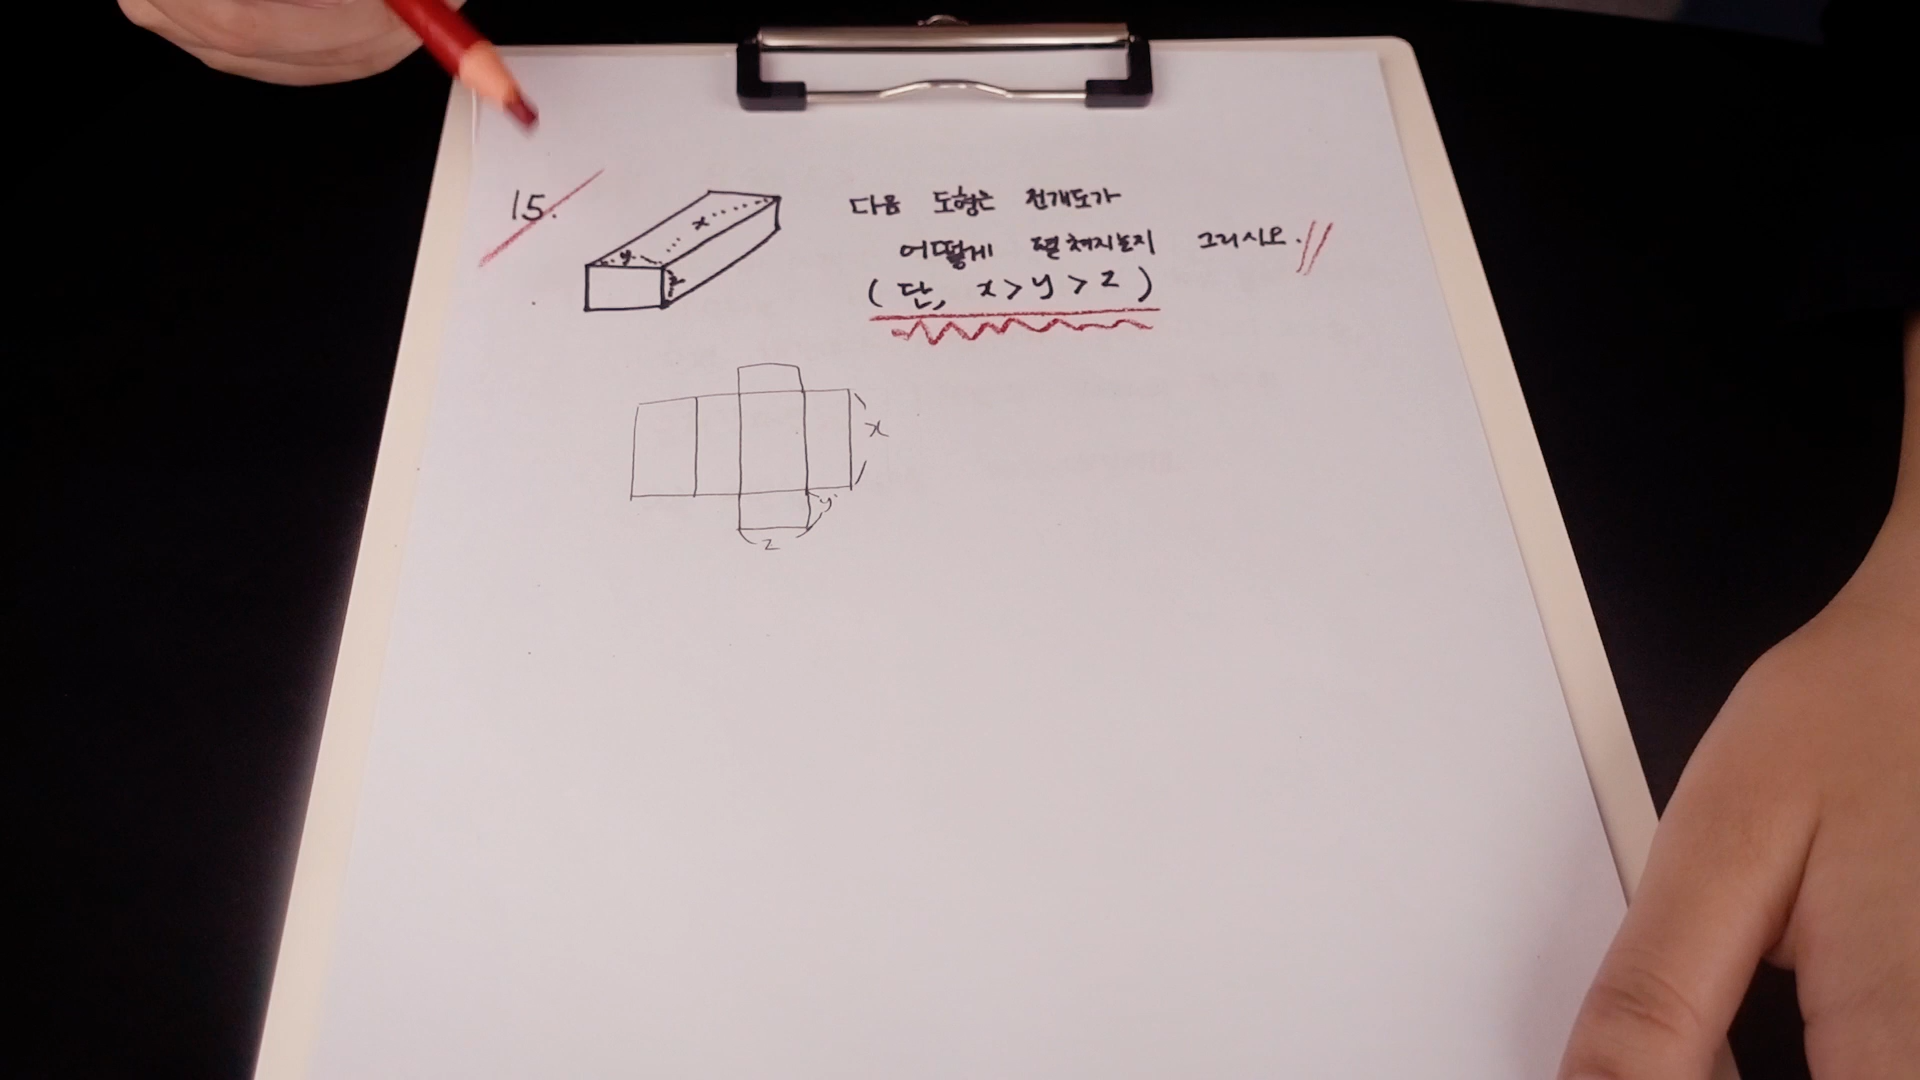 15.
다음 도형는 전개도가
어떻게 펼쳐지는지 그리시오.
(단, x>y>z)
x
y
z
x
y
z